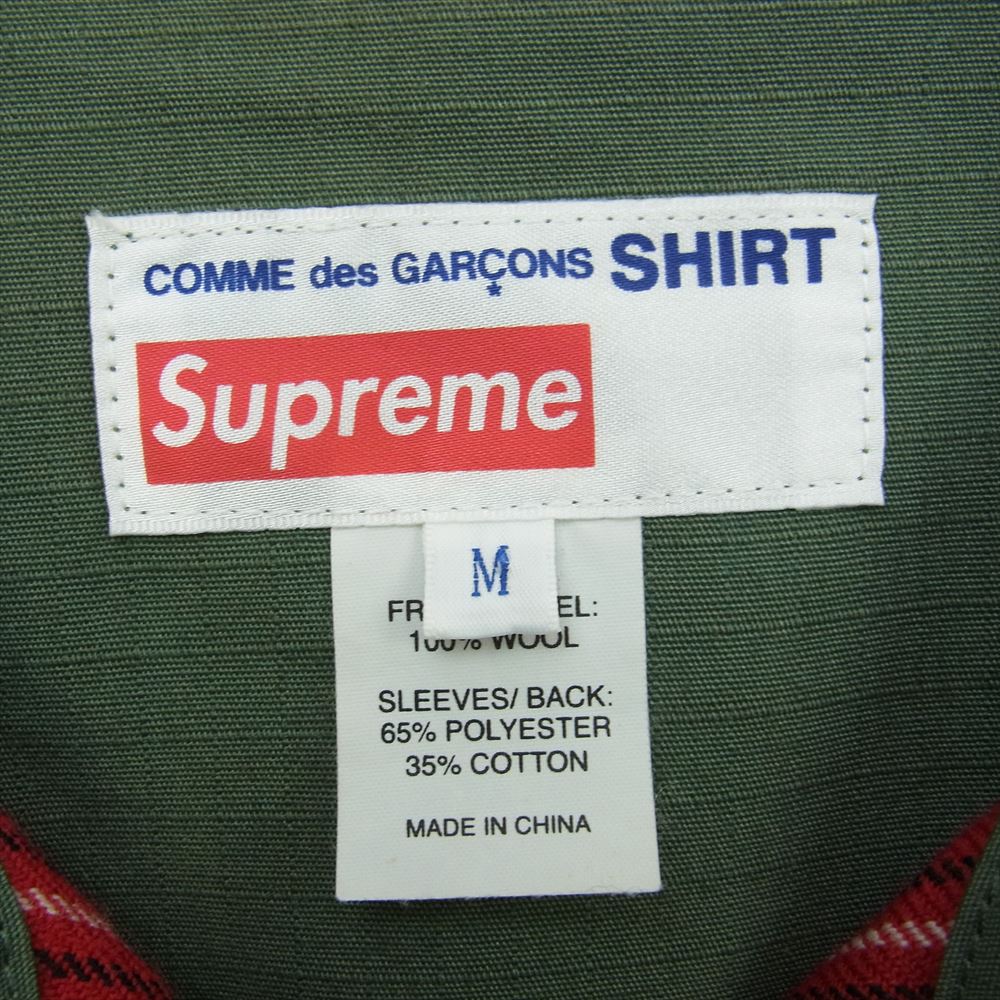 COMME des GARÇONS SHIRT
Supreme
M
100% WOOL
SLEEVES/ BACK:
65% POLYESTER
35% COTTON
MADE IN CHINA